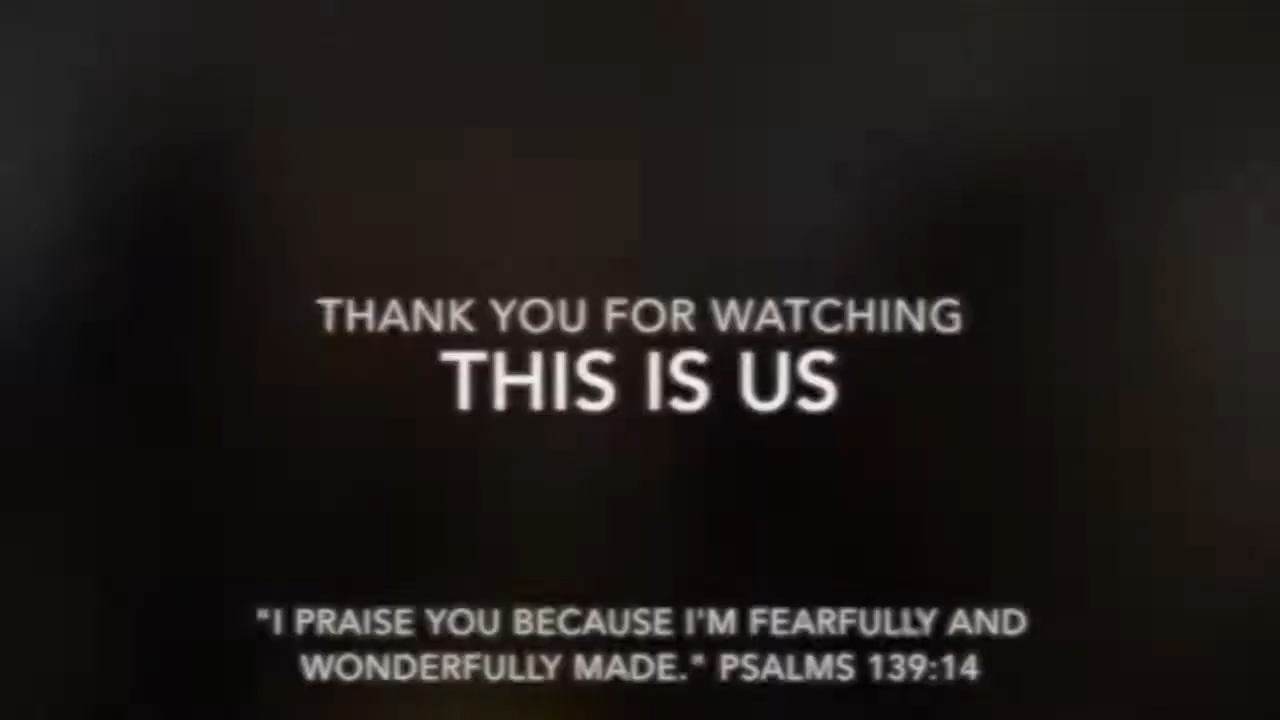 THANK YOU FOR WATCHING
THIS IS US
"I PRAISE YOU BECAUSE I'M FEARFULLY AND
WONDERFULLY MADE." PSALMS 139:14